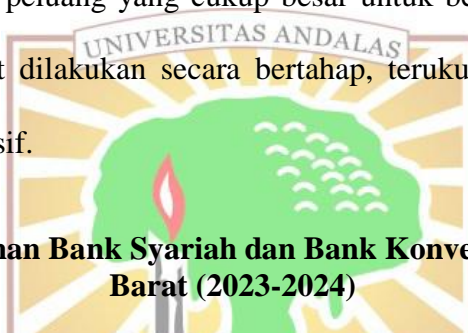 peluang yang cukup besar untuk be
UNIVERSITAS ANDALAS
t dilakukan secara bertahap, teruku
sif.
nan Bank Syariah dan Bank Konve
Barat (2023-2024)